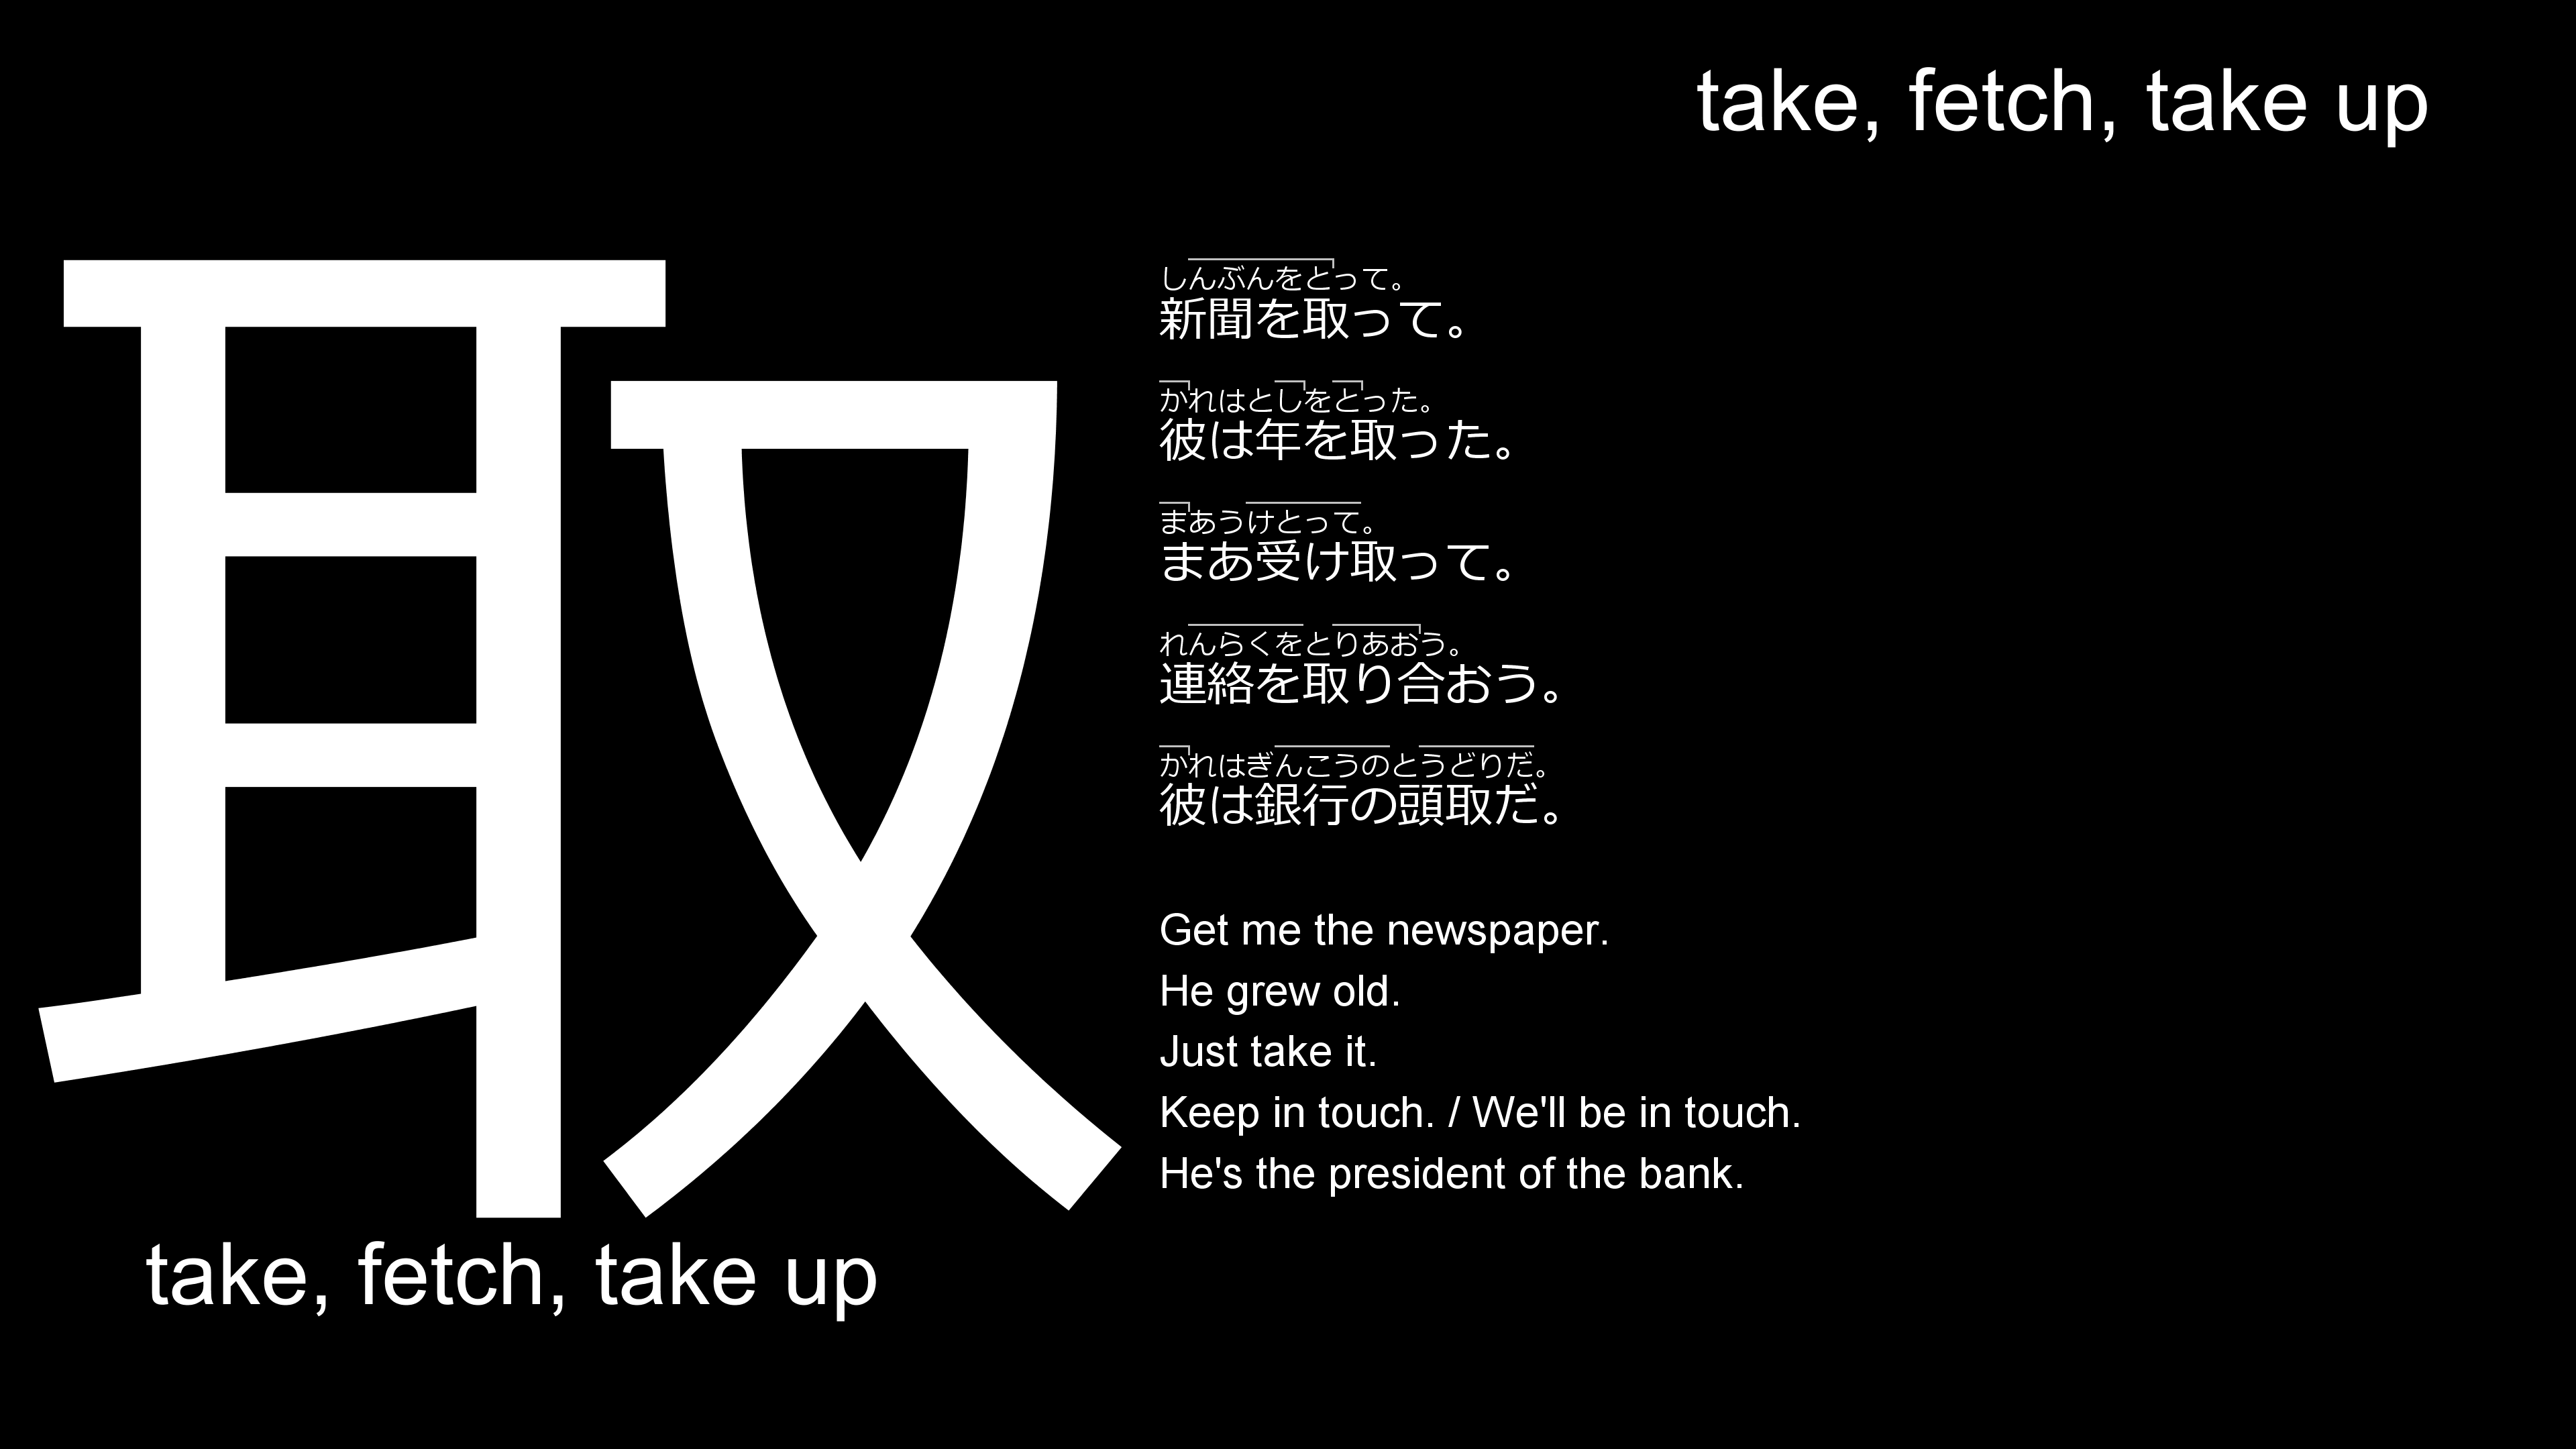 take, fetch, take up
取
しんぶんをとって。
新聞を取って。
かれはとしをとった。
彼は年を取った。
まあうけとって。
まあ受け取って。
れんらくをとりあおう。
連絡を取り合おう。
かれはぎんこうのとうどりだ。
彼は銀行の頭取だ。
Get me the newspaper.
He grew old.
Just take it.
Keep in touch. / We'll be in touch.
He's the president of the bank.
take, fetch, take up